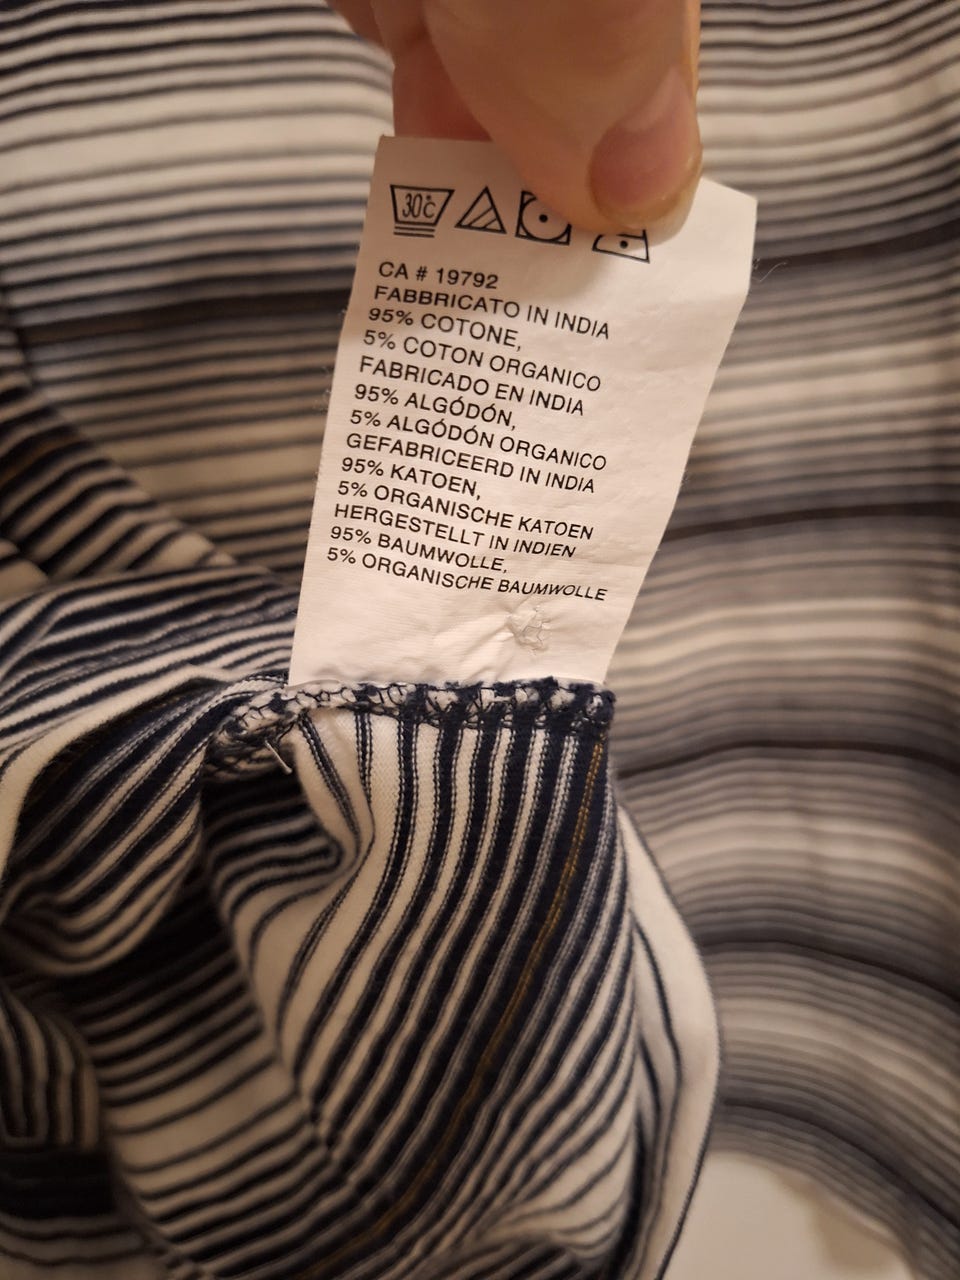 30°C
CA # 19792
FABBRICATO IN INDIA
95% COTONE,
5% COTON ORGANICO
FABRICADO EN INDIA
95% ALGÓDÓN,
5% ALGÓDÓN ORGANICO
GEFABRICEERD IN INDIA
95% KATOEN,
5% ORGANISCHE KATOEN
HERGESTELLT IN INDIEN
95% BAUMWOLLE,
5% ORGANISCHE BAUMWOLLE